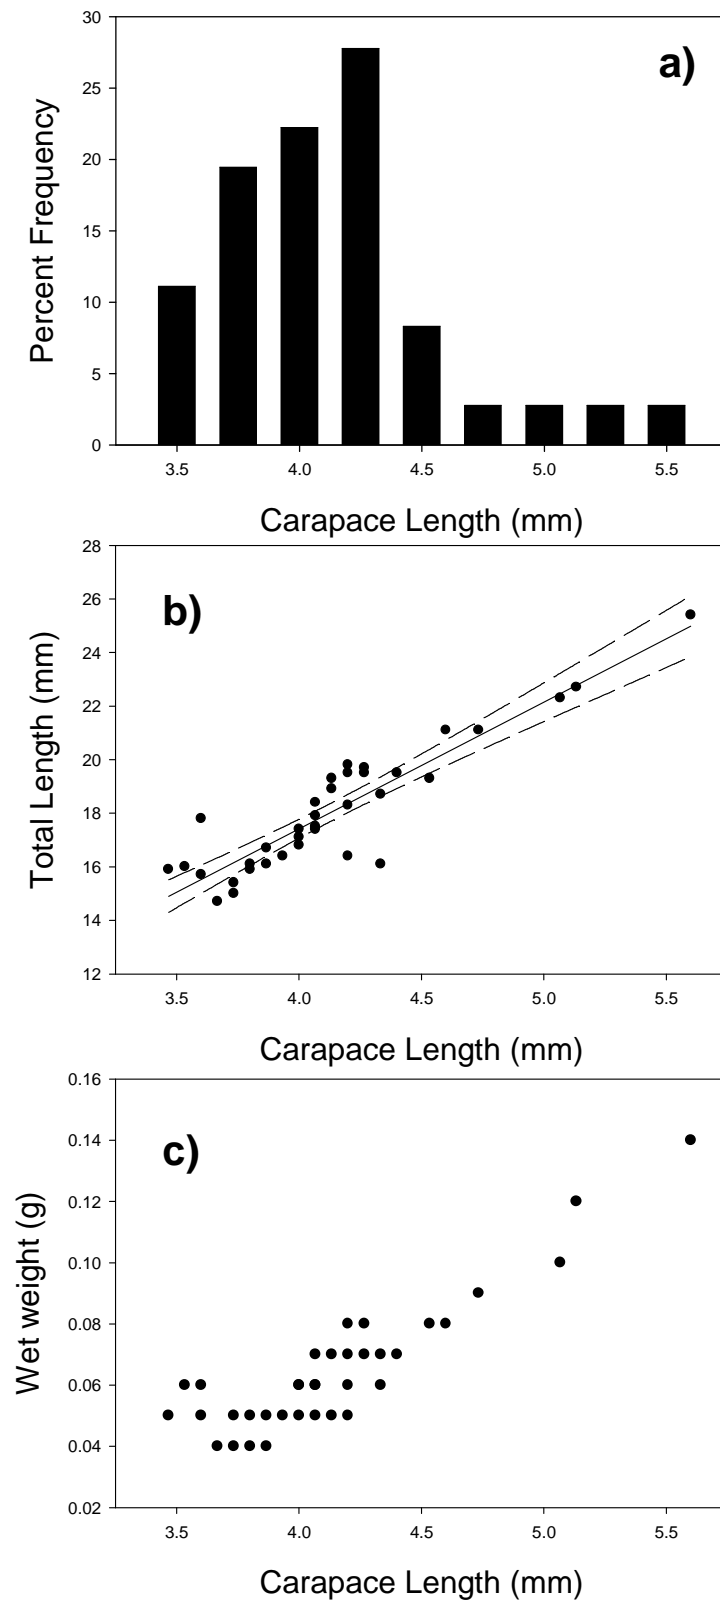 30
a)
25
20
15
10
5
0
Percent Frequency
3.5 4.0 4.5 5.0 5.5
Carapace Length (mm)
28
b)
26
24
22
20
18
16
14
12
Total Length (mm)
3.5 4.0 4.5 5.0 5.5
Carapace Length (mm)
0.16
c)
0.14
0.12
0.10
0.08
0.06
0.04
0.02
Wet weight (g)
3.5 4.0 4.5 5.0 5.5
Carapace Length (mm)